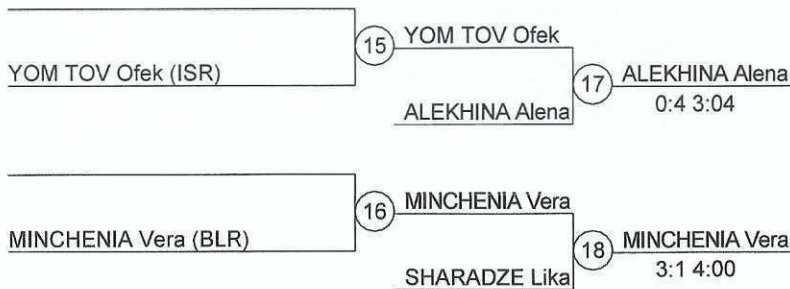 YOM TOV Ofek (ISR)
15
YOM TOV Ofek
ALEKHINA Alena
17
ALEKHINA Alena
0:4 3:04
MINCHENIA Vera (BLR)
16
MINCHENIA Vera
SHARADZE Lika
18
MINCHENIA Vera
3:1 4:00